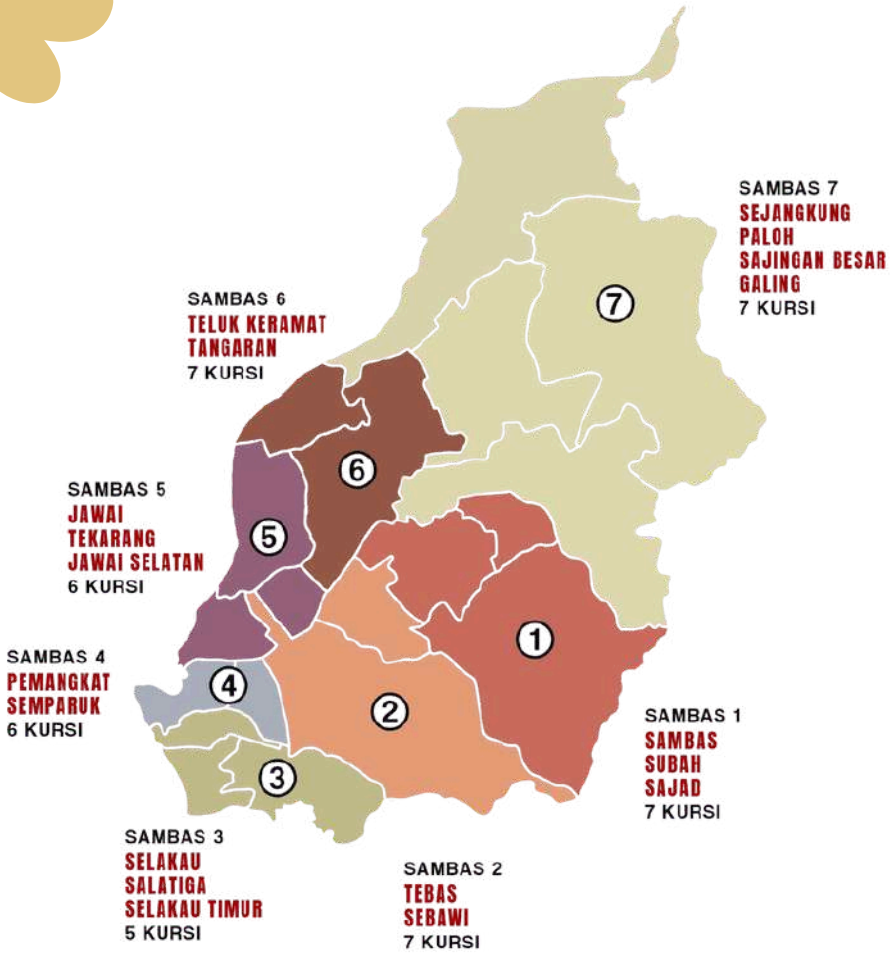 SAMBAS 7
SEJANGKUNG
PALOH
SAJINGAN BESAR
GALING
7 KURSI
7
SAMBAS 6
TELUK KERAMAT
TANGARAN
7 KURSI
6
SAMBAS 5
JAWAI
TEKARANG
JAWAI SELATAN
6 KURSI
5
1
SAMBAS 4
PEMANGKAT
SEMPARUK
6 KURSI
4
2
SAMBAS 1
SAMBAS
SUBAH
SAJAD
7 KURSI
3
SAMBAS 3
SELAKAU
SALATIGA
SELAKAU TIMUR
5 KURSI
SAMBAS 2
TEBAS
SEBAWI
7 KURSI